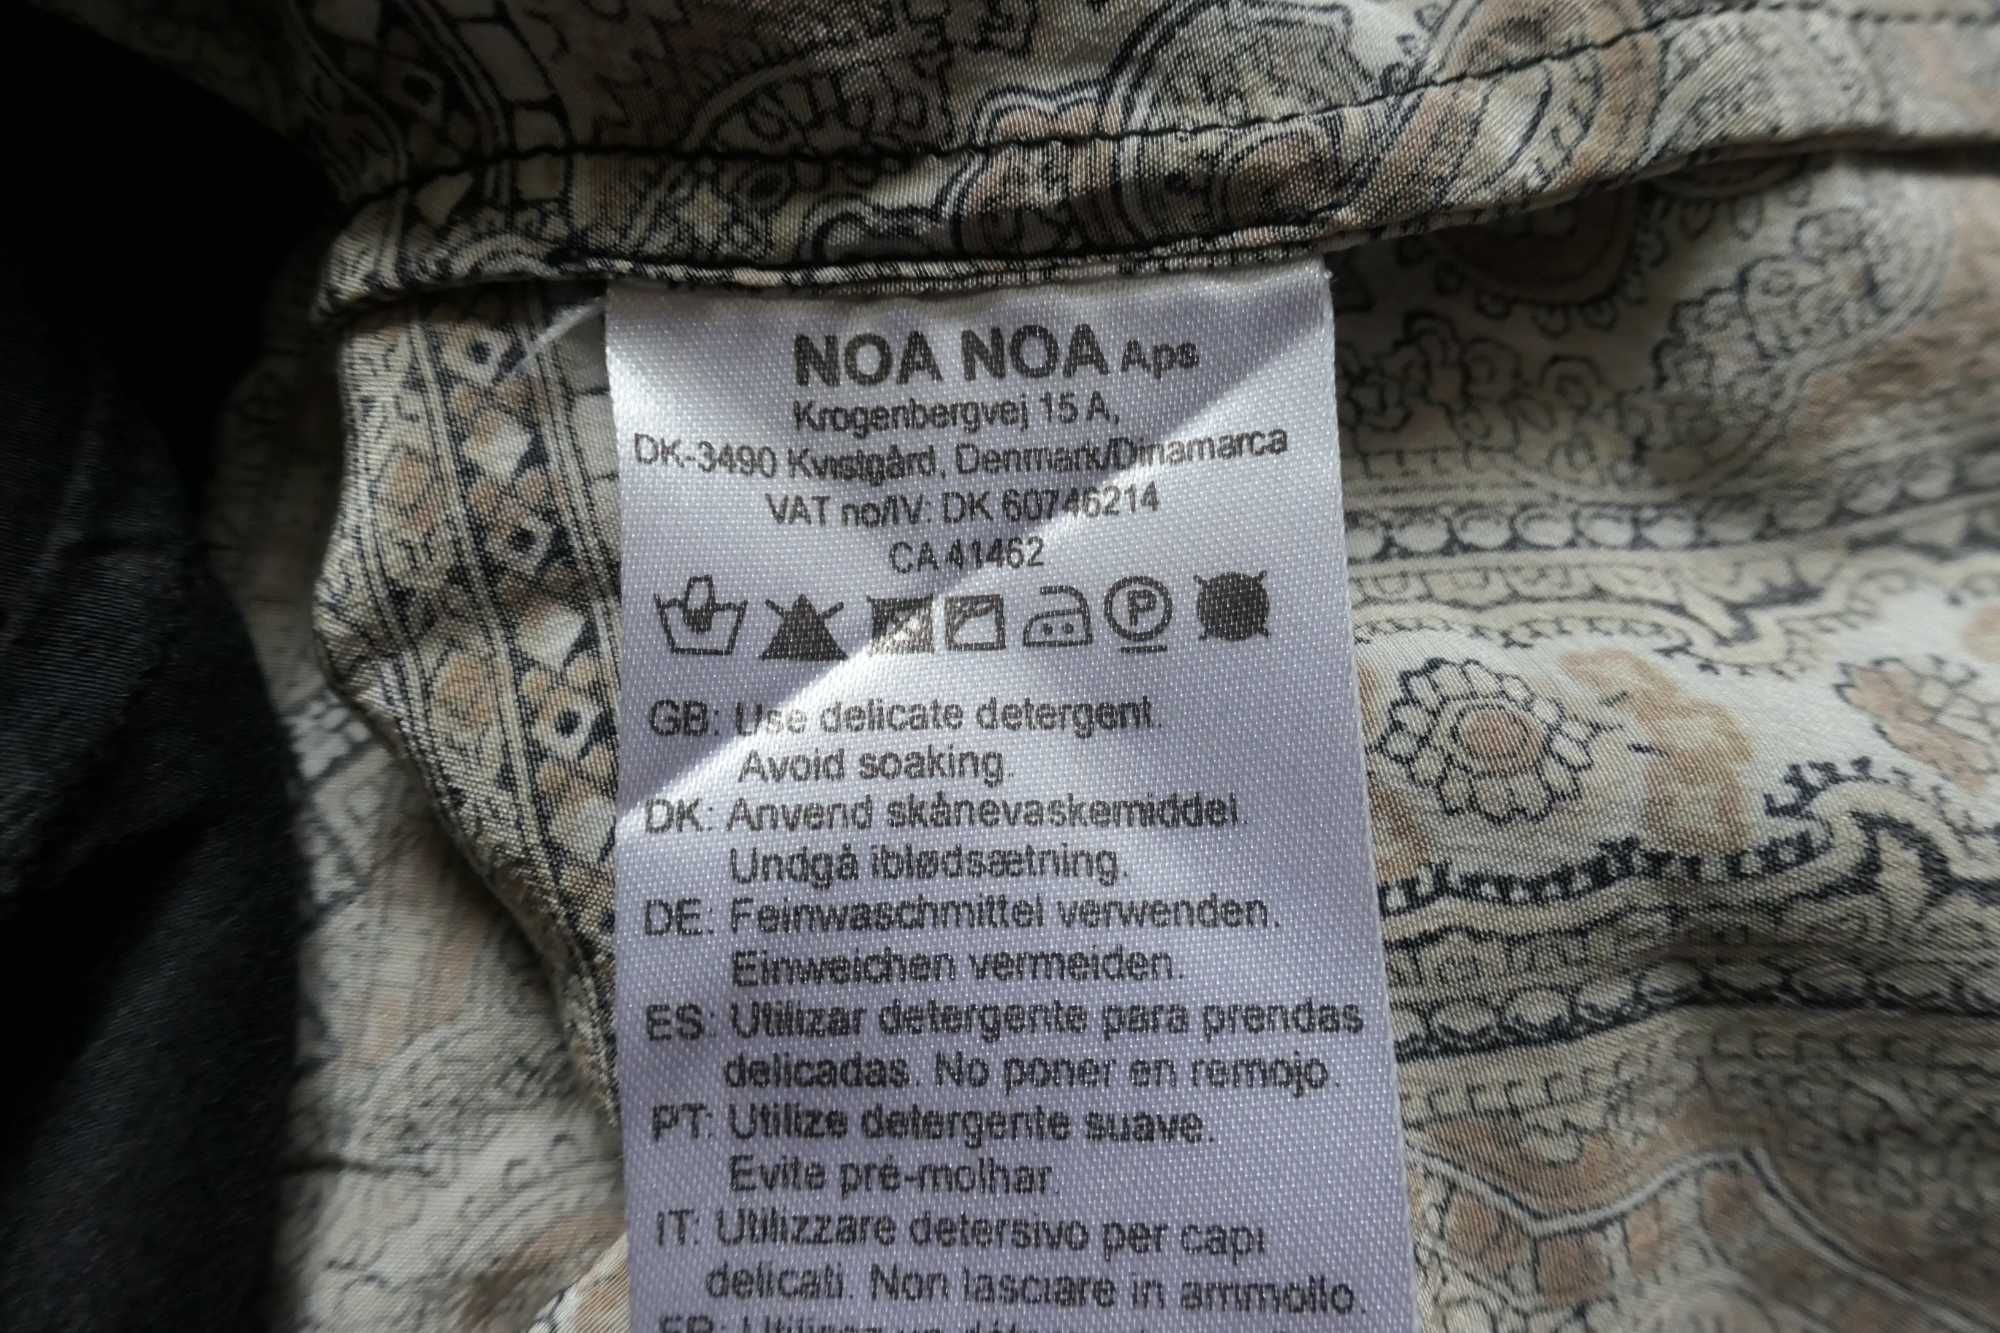 NOA NOA Aps
Krogenbergvej 15 A,
DK-3490 Kvistgård, Denmark/Dinamarca
VAT no/IV: DK 60746214
CA 41462
P
GB: Use delicate detergent.
Avoid soaking.
DK: Anvend skånevaskemiddel.
Undgå iblødsætning.
DE: Feinwaschmittel verwenden.
Einweichen vermeiden.
ES: Utilizar detergente para prendas
delicadas. No poner en remojo.
PT: Utilize detergente suave.
Evite pré-molhar.
IT: Utilizzare detersivo per capi
delicati. Non lasciare in ammollo.